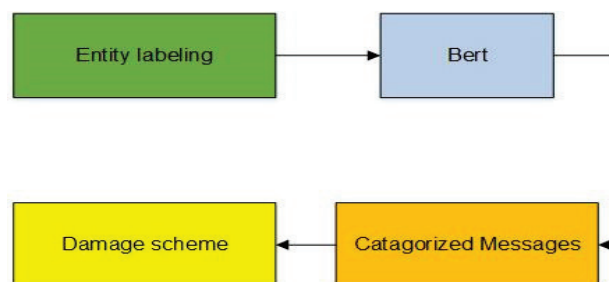 Entity labeling
Bert
Damage scheme
Catagorized Messages